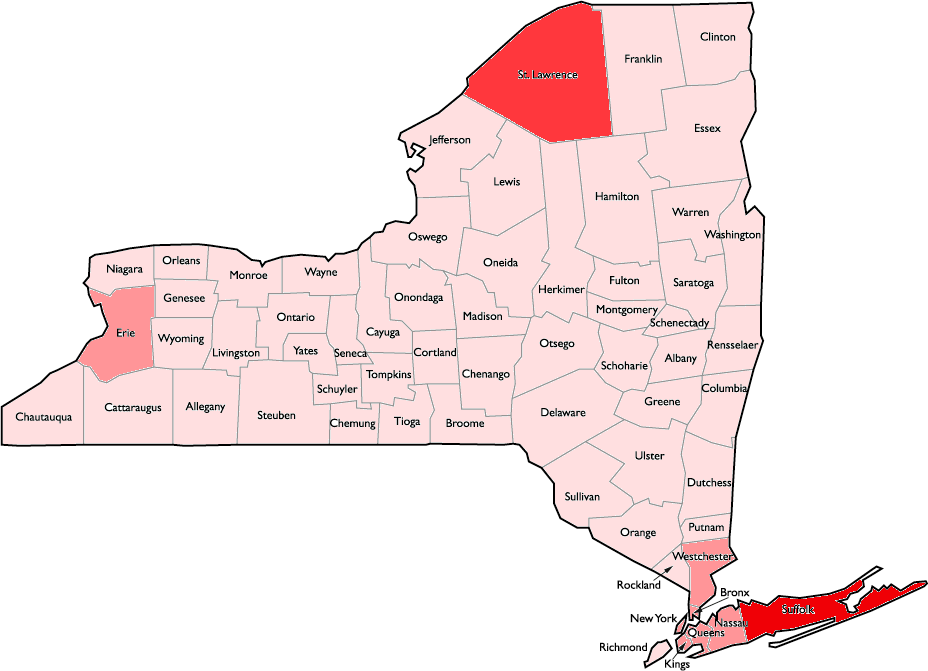 Clinton
Franklin
St. Lawrence
Essex
Jefferson
Lewis
Hamilton
Warren
Washington
Oswego
Oneida
Orleans
Niagara
Monroe
Wayne
Fulton
Saratoga
Herkimer
Genesee
Onondaga
Montgomery
Madison
Ontario
Schenectady
Erie
Cayuga
Wyoming
Otsego
Rensselaer
Livingston
Yates
Seneca
Cortland
Albany
Schoharie
Tompkins
Chenango
Schuyler
Columbia
Greene
Cattaraugus
Allegany
Chautauqua
Steuben
Delaware
Chemung
Tioga
Broome
Ulster
Dutchess
Sullivan
Putnam
Orange
Westchester
Rockland
Bronx
Suffolk
New York
Nassau
Queens
Richmond
Kings